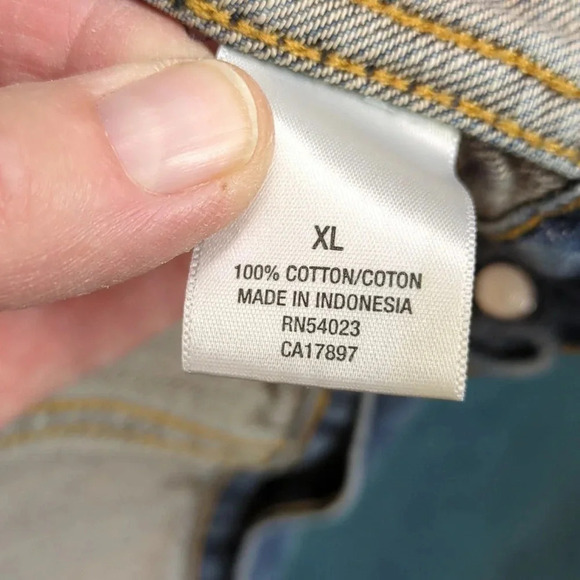 XL
100% COTTON/COTON
MADE IN INDONESIA
RN54023
CA17897